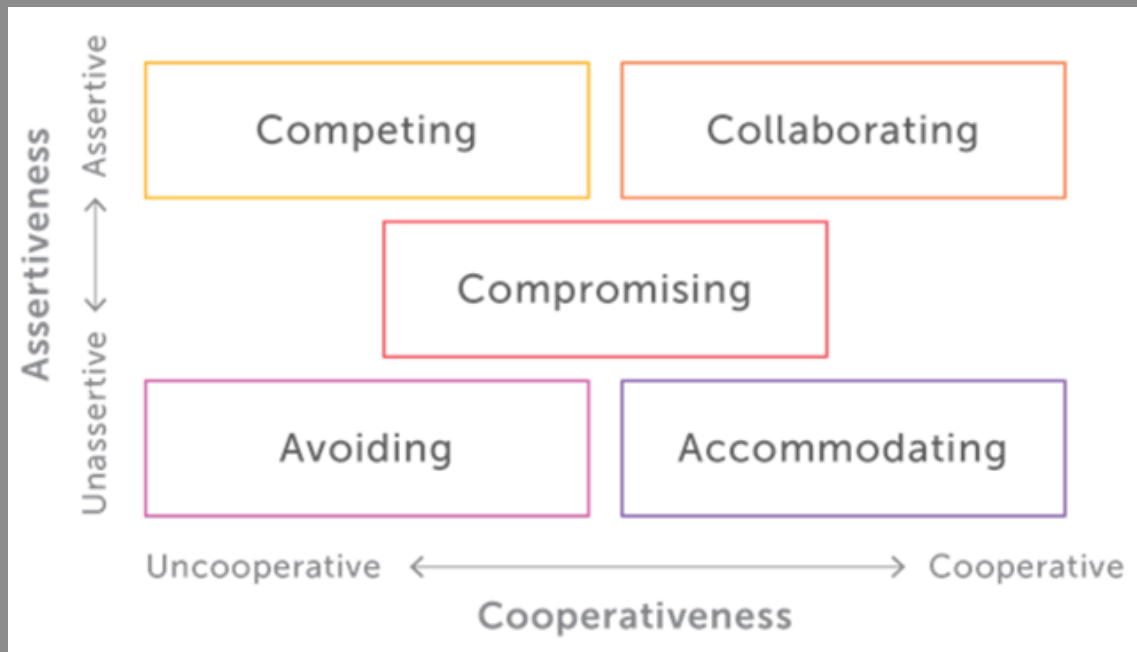 Assertiveness
Assertive
Unassertive
Competing
Collaborating
Compromising
Avoiding
Accommodating
Uncooperative
Cooperative
Cooperativeness